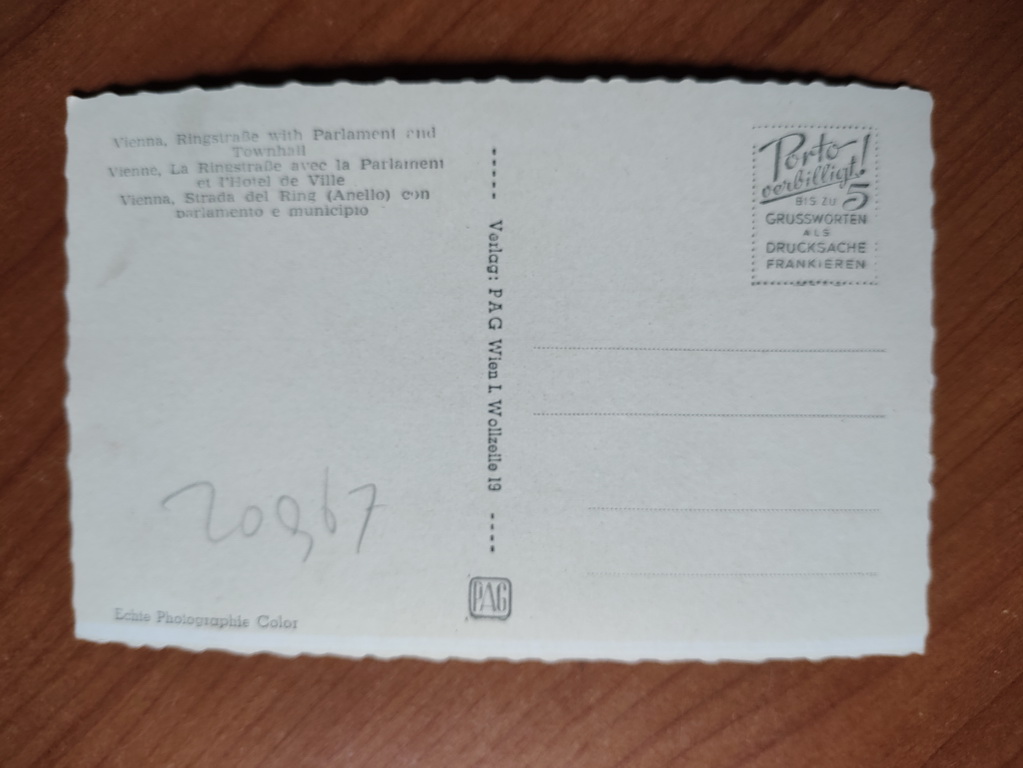 Vienna, Ringstraße with Parlament and
Townhall
Vienne, La Ringstraße avec la Parlament
et l'Hotel de Ville
Vienna, Strada del Ring (Anello) con
parlamento e municipio
20967
Echte Photographie Color
Verlag: PAG Wien I. Wollzeile 19
PAG
Porto
verbilligt!
BIS ZU 5
GRUSSWORTEN
ALS
DRUCKSACHE
FRANKIEREN